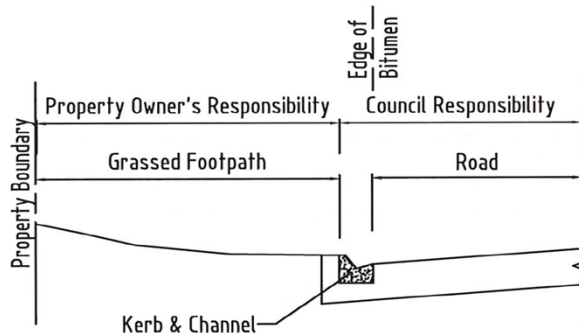 Edge of
Bitumen
Property Owner's Responsibility
Council Responsibility
Property Boundary
Grassed Footpath
Road
Kerb & Channel